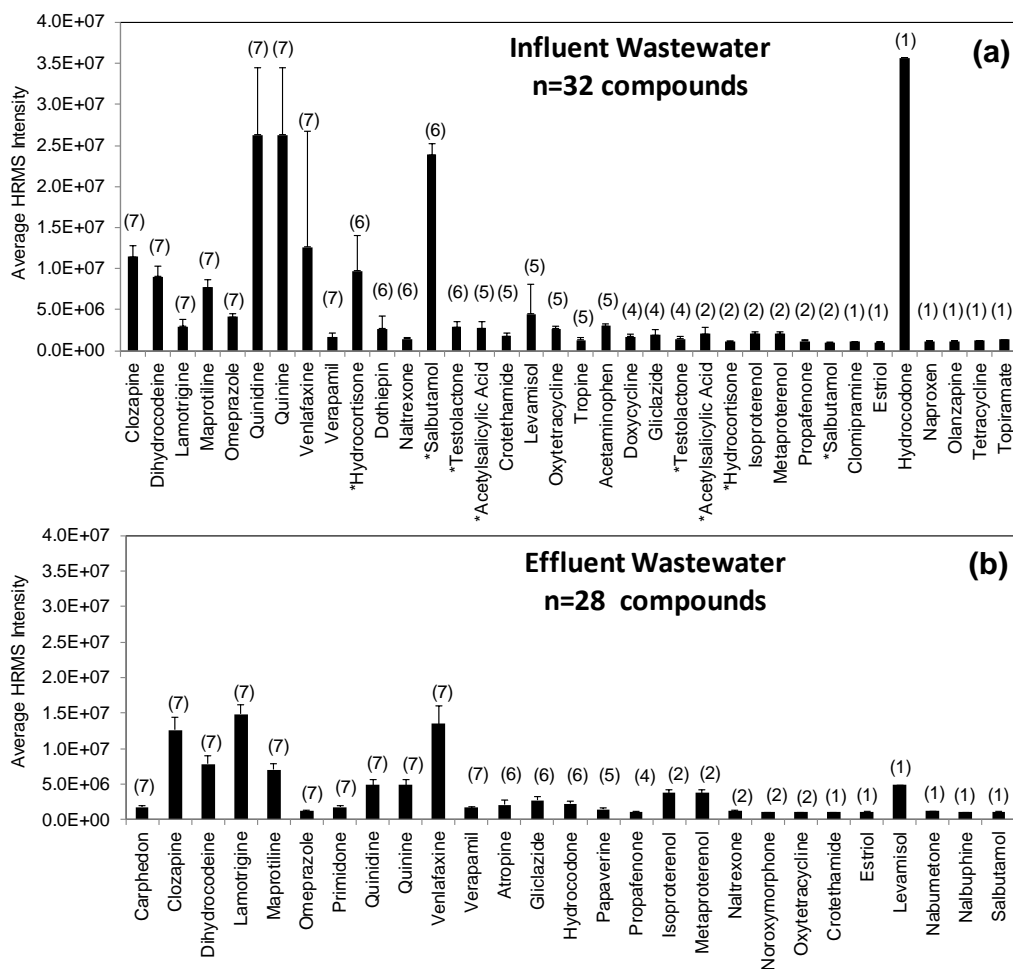 Influent Wastewater
n=32 compounds
(a)
Average HRMS Intensity
4.0E+07
3.5E+07
3.0E+07
2.5E+07
2.0E+07
1.5E+07
1.0E+07
5.0E+06
0.0E+00
(7)
(7)
(7)
(7)
(7)
(7)
(7)
(7)
(7)
(6)
(6)
(6)
(6)
(6)
(5)
(5)
(5)
(5)
(5)
(5)
(4)
(4)
(4)
(2)
(2)
(2)
(2)
(2)
(2)
(1)
(1)
(1)
(1)
(1)
(1)
(1)
Clozapine
Dihydrocodeine
Lamotrigine
Maprotiline
Omeprazole
Quinidine
Quinine
Venlafaxine
Verapamil
*Hydrocortisone
Dothiepin
Naltrexone
*Salbutamol
*Testolactone
*Acetylsalicylic Acid
Crotethamide
Levamisol
Oxytetracycline
Tropine
Acetaminophen
Doxycycline
Gliclazide
*Testolactone
*Acetylsalicylic Acid
*Hydrocortisone
Isoproterenol
Metaproterenol
Propafenone
*Salbutamol
Clomipramine
Estriol
Hydrocodone
Naproxen
Olanzapine
Tetracycline
Topiramate
Effluent Wastewater
n=28 compounds
(b)
Average HRMS Intensity
4.0E+07
3.5E+07
3.0E+07
2.5E+07
2.0E+07
1.5E+07
1.0E+07
5.0E+06
0.0E+00
(7)
(7)
(7)
(7)
(7)
(7)
(7)
(7)
(7)
(7)
(7)
(6)
(6)
(6)
(5)
(4)
(2)
(2)
(2)
(2)
(2)
(1)
(1)
(1)
(1)
(1)
(1)
Carphedon
Clozapine
Dihydrocodeine
Lamotrigine
Maprotiline
Omeprazole
Primidone
Quinidine
Quinine
Venlafaxine
Verapamil
Atropine
Gliclazide
Hydrocodone
Papaverine
Propafenone
Isoproterenol
Metaproterenol
Naltrexone
Noroxymorphone
Oxytetracycline
Crotethamide
Estriol
Levamisol
Nabumetone
Nalbuphine
Salbutamol